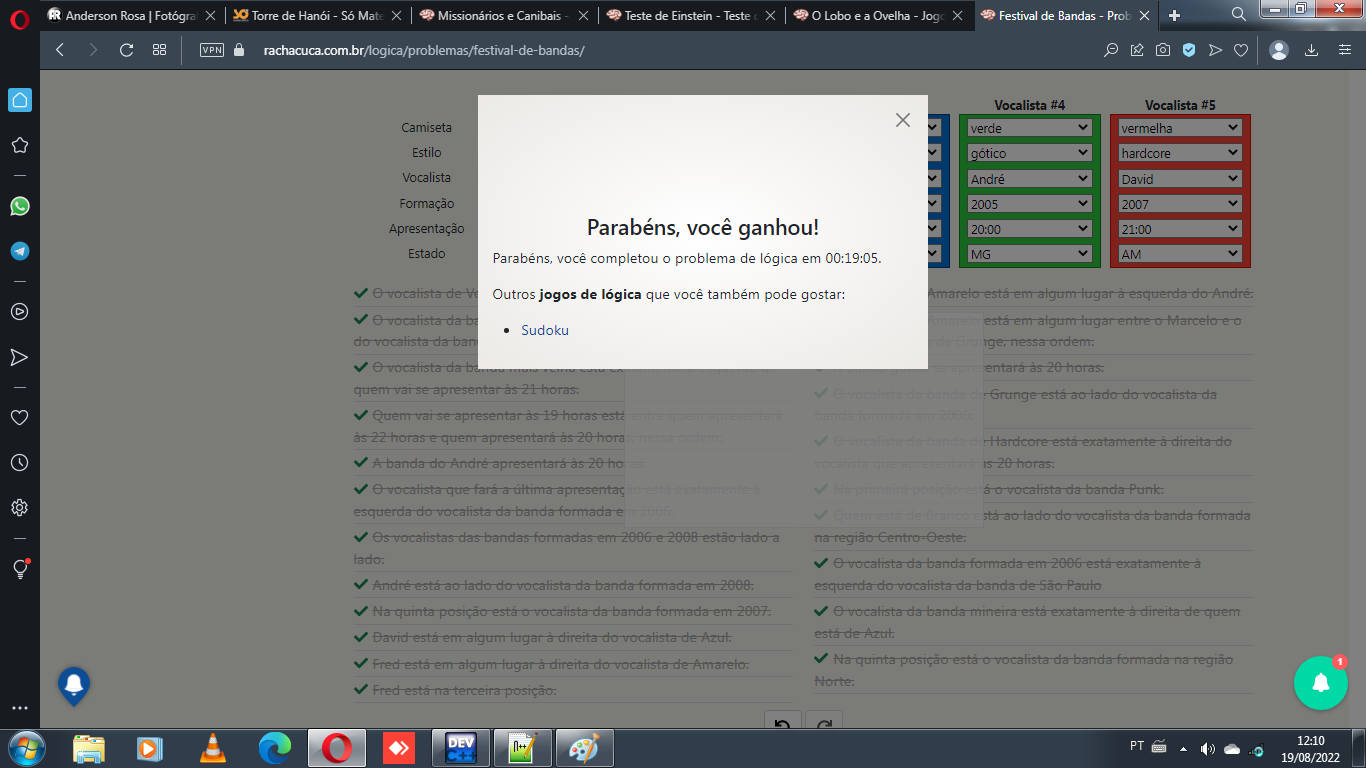 Anderson Rosa | Fotógraf
Torre de Hanói - Só Mate
Missionários e Canibais -
Teste de Einstein - Teste d
O Lobo e a Ovelha - Jogo
Festival de Bandas - Prob
VPN
rachacuca.com.br/logica/problemas/festival-de-bandas/
Vocalista #4
Vocalista #5
Camiseta
verde
vermelha
Estilo
gótico
hardcore
Vocalista
André
David
Formação
2005
2007
Apresentação
20:00
21:00
Estado
MG
AM
Parabéns, você ganhou!
Parabéns, você completou o problema de lógica em 00:19:05.
Outros jogos de lógica que você também pode gostar:
Sudoku
O vocalista de Ve
O vocalista da ba
do vocalista da band
O vocalista da banda mais velha está
quem vai se apresentar às 21 horas.
Quem vai se apresentar às 19 horas está entre quem apresentará
às 22 horas e quem apresentará às 20 horas, nessa ordem.
A banda do André apresentará às 20 horas.
O vocalista que fará a última apresentação está exatamente à
esquerda do vocalista da banda formada em 2006.
Os vocalistas das bandas formadas em 2006 e 2008 estão lado a
lado.
André está ao lado do vocalista da banda formada em 2008.
Na quinta posição está o vocalista da banda formada em 2007.
David está em algum lugar à direita do vocalista de Azul.
Fred está em algum lugar à direita do vocalista de Amarelo.
Fred está na terceira posição.
Amarelo está em algum lugar à esquerda do André.
Amarelo está em algum lugar entre o Marcelo e o
de Grunge, nessa ordem.
apresentará às 20 horas.
O vocalista da banda de Grunge está ao lado do vocalista da
banda formada em 2006.
O vocalista da banda de Hardcore está exatamente à direita do
vocalista que apresentará às 20 horas.
Na primeira posição está o vocalista da banda Punk.
Quem está de Branco está ao lado do vocalista da banda formada
na região Centro-Oeste.
O vocalista da banda formada em 2006 está exatamente à
esquerda do vocalista da banda de São Paulo
O vocalista da banda mineira está exatamente à direita de quem
está de Azul.
Na quinta posição está o vocalista da banda formada na região
Norte.
1
DEV
C++
N++
PT
12:10
19/08/2022